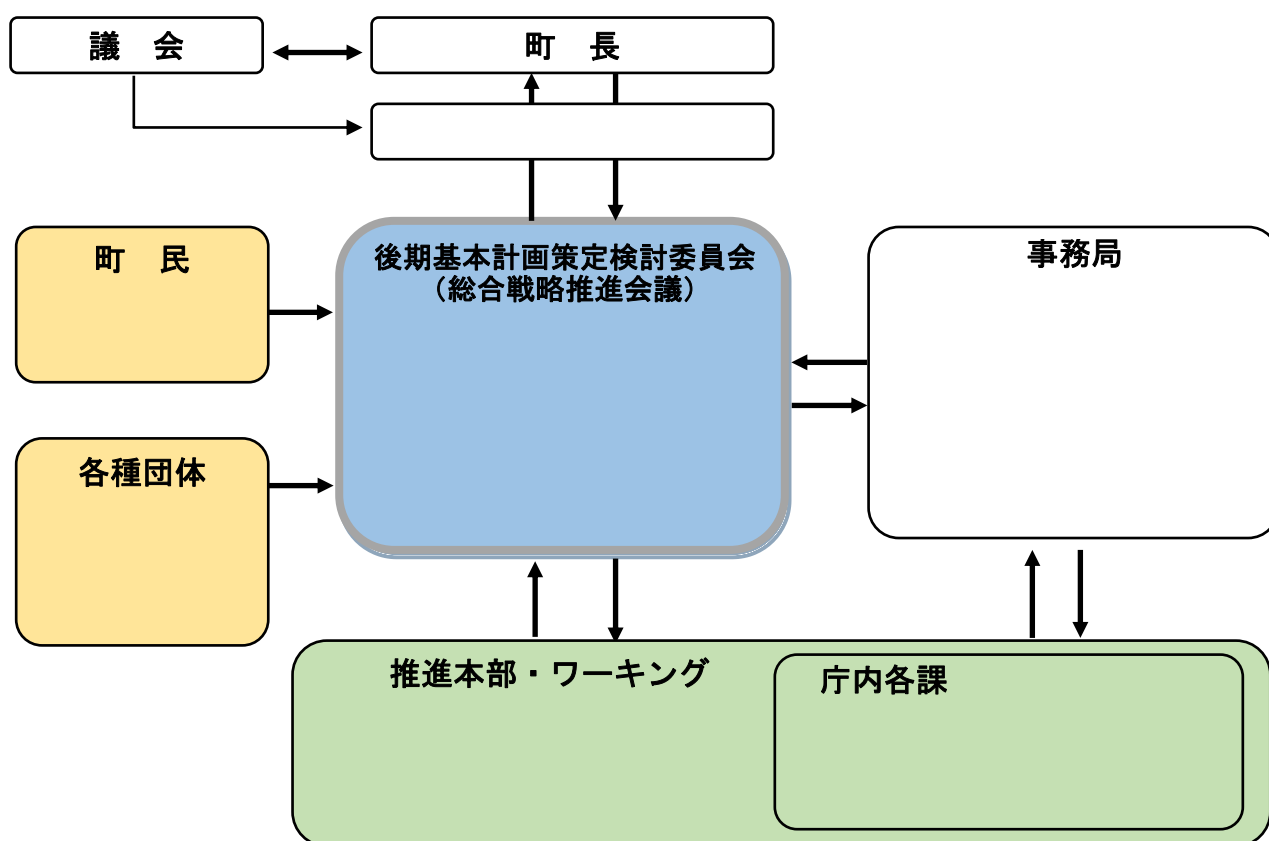 議　会
町　長
町　民
後期基本計画策定検討委員会
（総合戦略推進会議）
事務局
各種団体
推進本部・ワーキング
庁内各課